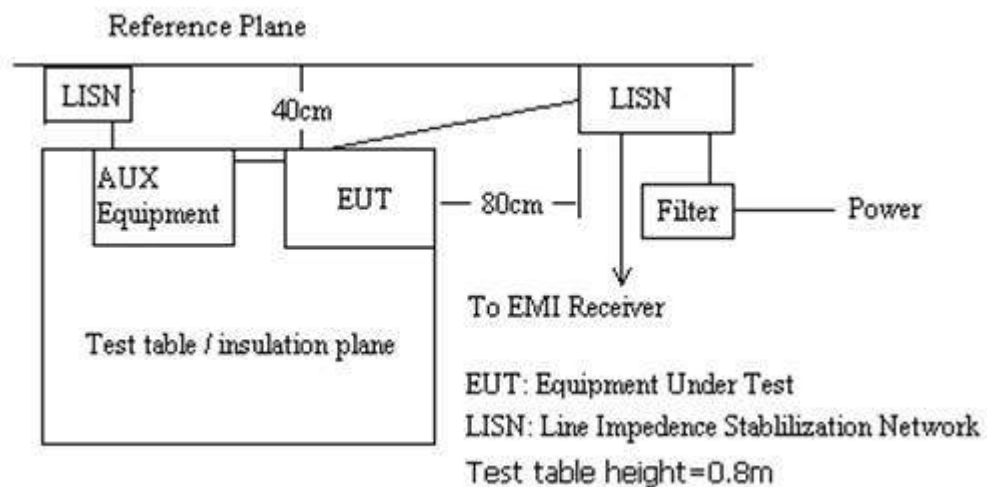 Reference Plane
LISN
40cm
LISN
AUX
Equipment
EUT
80cm
Filter
Power
To EMI Receiver
Test table / insulation plane
EUT: Equipment Under Test
LISN: Line Impedence Stablilization Network
Test table height=0.8m